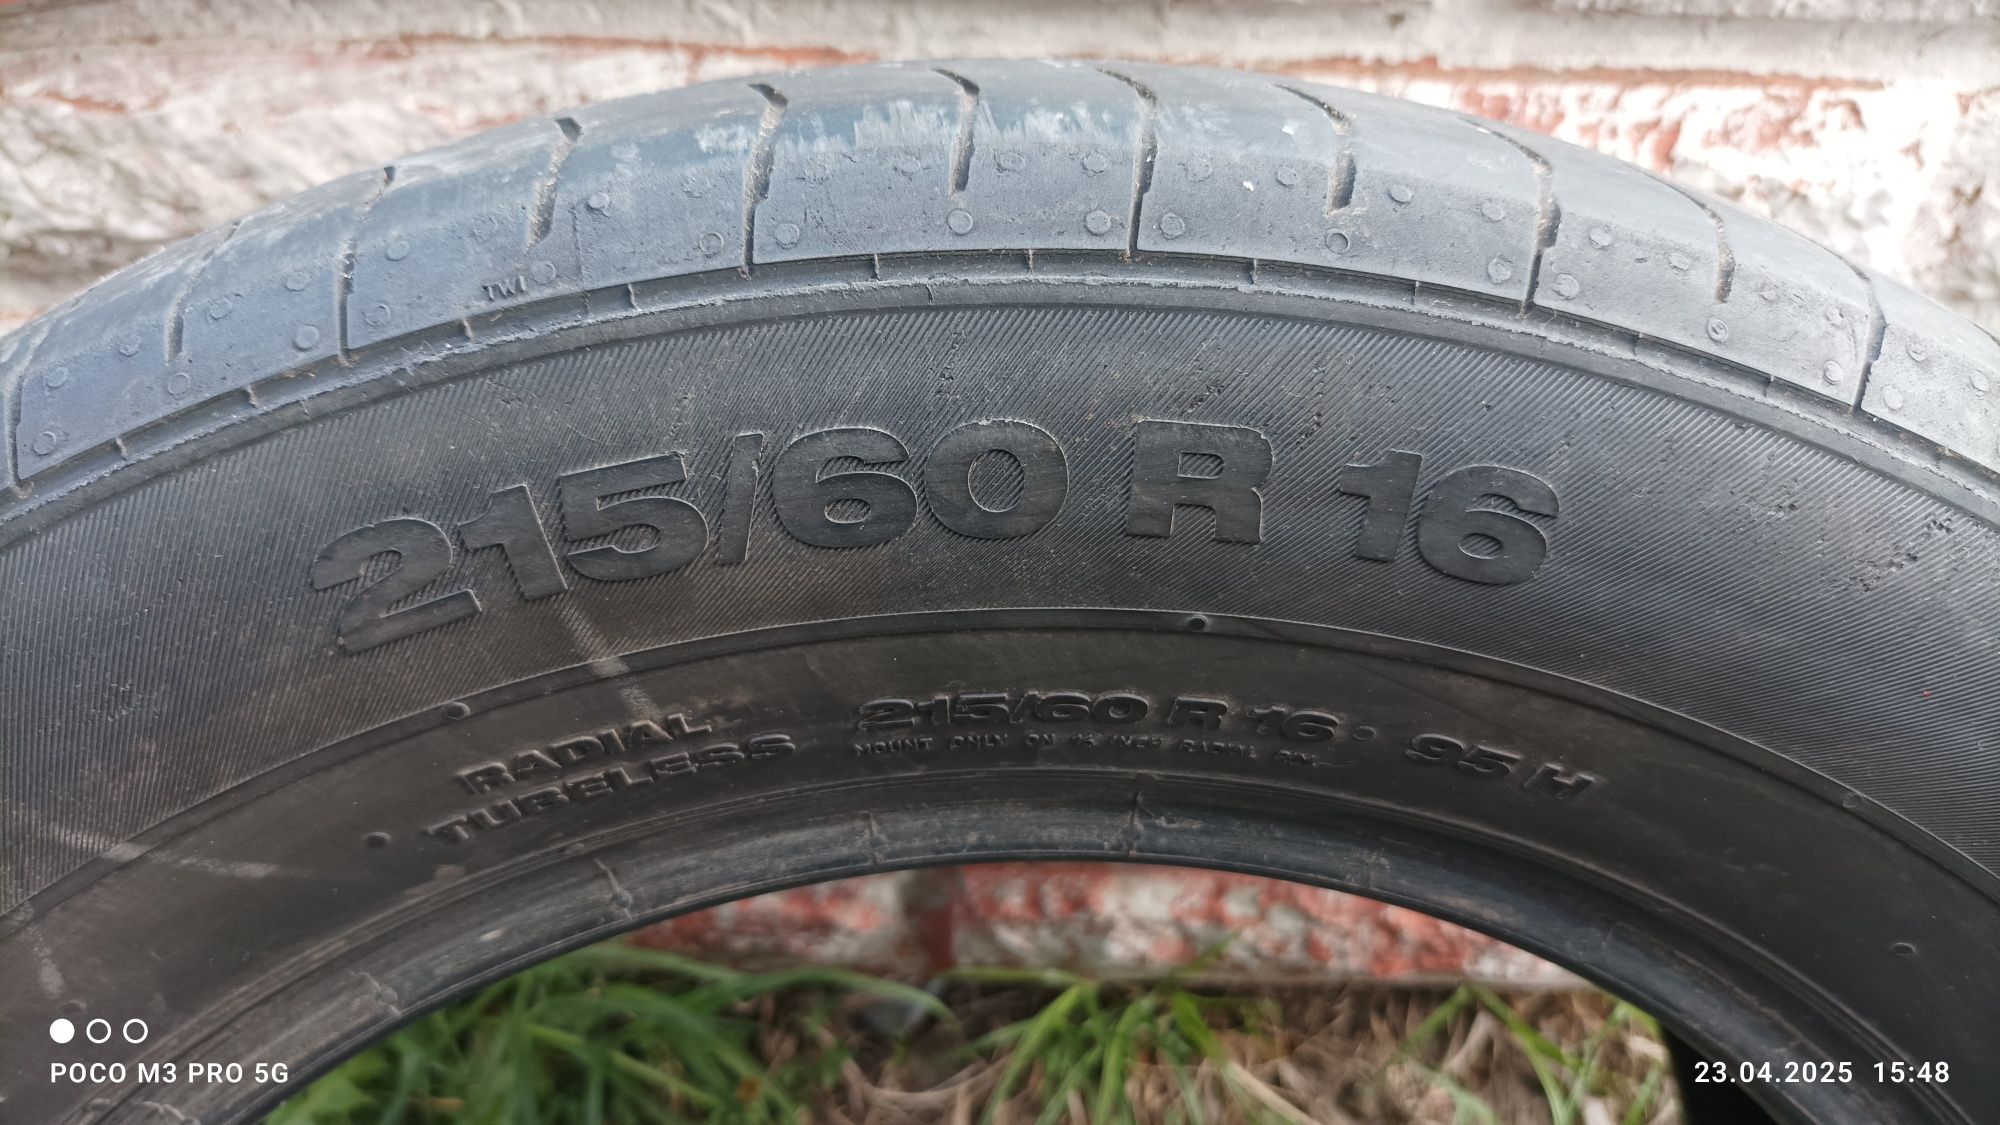 TWI
215/60 R 16
RADIAL
TUBELESS
215/60 R 16 • 95 H
MOUNT ONLY ON 16 INCH RADIAL RIM
POCO M3 PRO 5G
23.04.2025 15:48